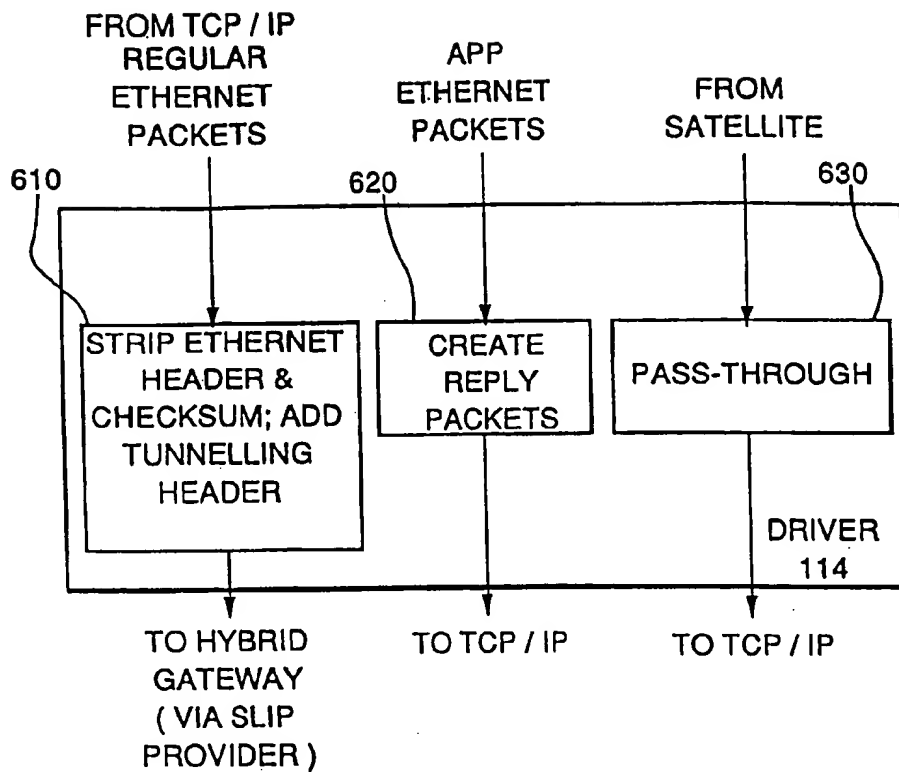 FROM TCP / IP
REGULAR
ETHERNET
PACKETS
APP
ETHERNET
PACKETS
FROM
SATELLITE
610
620
630
STRIP ETHERNET
HEADER &
CHECKSUM; ADD
TUNNELLING
HEADER
CREATE
REPLY
PACKETS
PASS-THROUGH
DRIVER
114
TO HYBRID
GATEWAY
( VIA SLIP
PROVIDER )
TO TCP / IP
TO TCP / IP